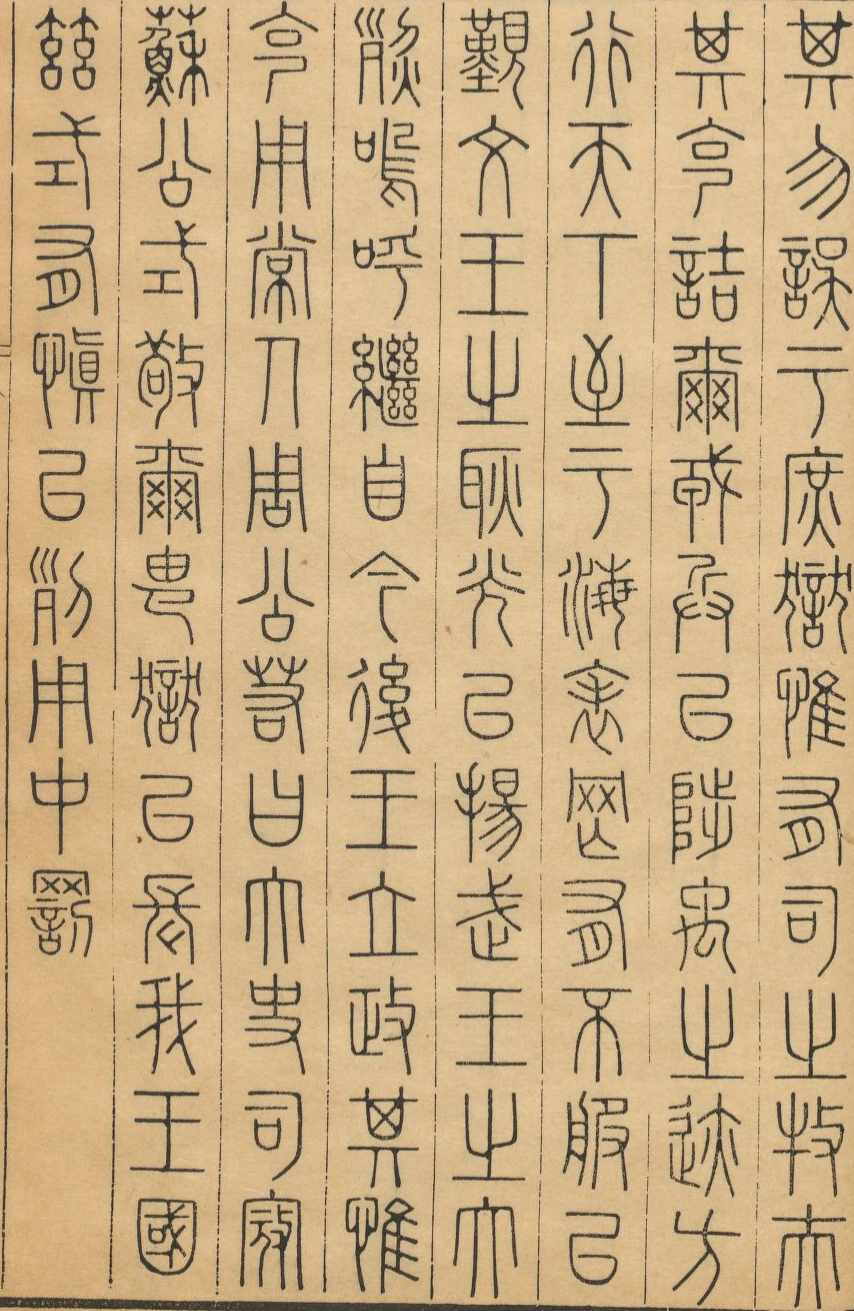 其勿誤于庶獄惟有司之牧夫
其克詰爾戎兵以陟禹之迹方
行天下至于海表罔有不服以
覲文王之耿光以揚武王之大
烈嗚呼繼自今後王立政其惟
克用常人周公若曰太史司寇
蘇公式敬爾由獄以長我王國
茲式有慎以列用中罰